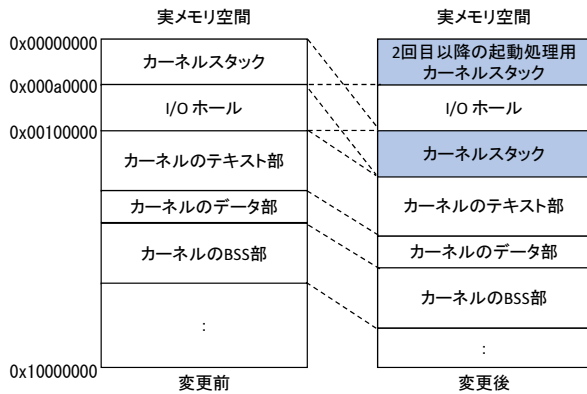 実メモリ空間
0x00000000
カーネルスタック
0x000a0000
I/O ホール
0x00100000
カーネルのテキスト部
カーネルのデータ部
カーネルのBSS部
:
0x10000000
変更前
実メモリ空間
2回目以降の起動処理用
カーネルスタック
I/O ホール
カーネルスタック
カーネルのテキスト部
カーネルのデータ部
カーネルのBSS部
:
変更後